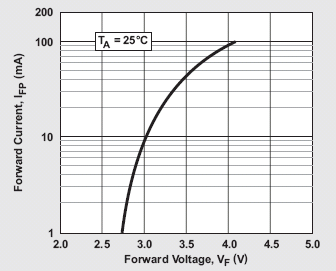 200
100
10
1
T_A = 25°C
Forward Current, I_FP (mA)
2.0 2.5 3.0 3.5 4.0 4.5 5.0
Forward Voltage, V_F (V)